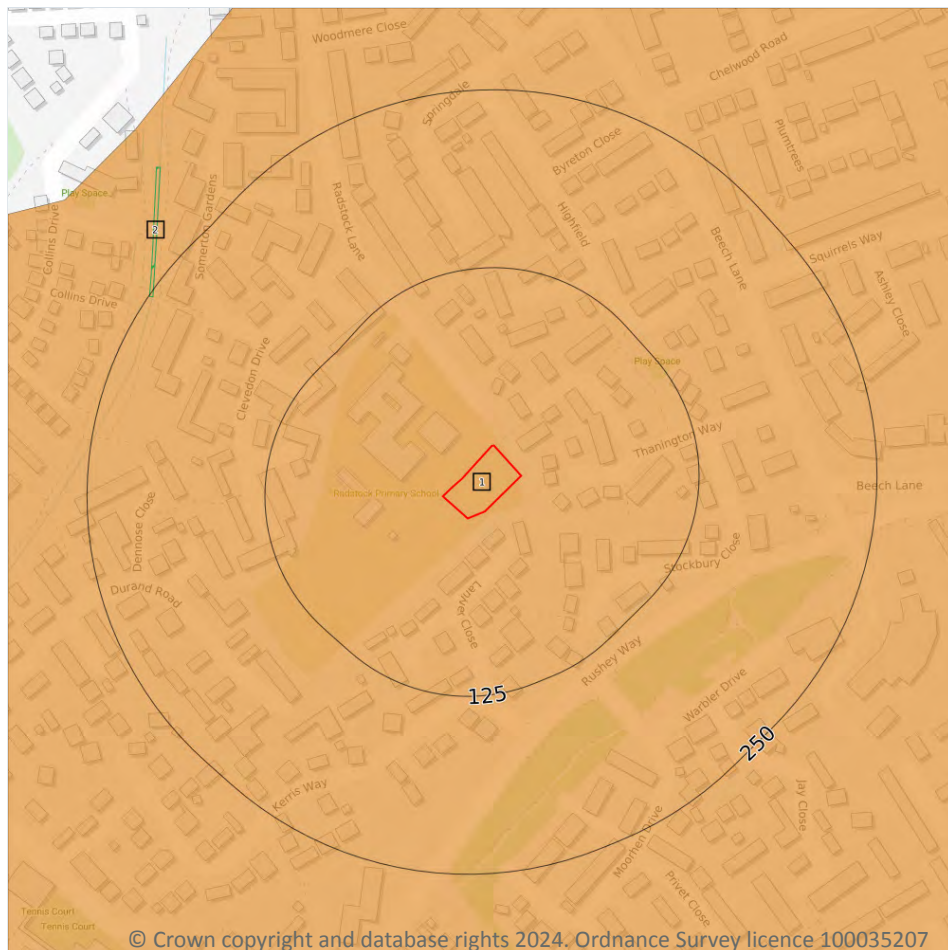 Woodmere Close
Chelwood Road
Springdale
Byreton Close
Plumtrees
Play Space
Collins Drive
2
Somerton Gardens
Radstock Lane
Highfield
Beech Lane
Squirrels Way
Ashley Close
Collins Drive
Clevedon Drive
Play Space
Thanington Way
1
Radstock Primary School
Beech Lane
Dennose Close
Stockbury Close
Durand Road
Lanver Close
Rushey Way
125
Warbler Drive
250
Kerris Way
Jay Close
Moorhen Drive
Privet Close
Tennis Court
Tennis Court
© Crown copyright and database rights 2024. Ordnance Survey licence 100035207